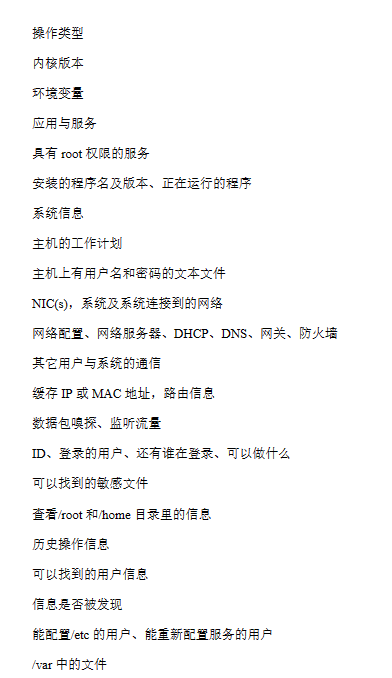 操作类型
内核版本
环境变量
应用与服务
具有 root 权限的服务
安装的程序名及版本、正在运行的程序
系统信息
主机的工作计划
主机上有用户名和密码的文本文件
NIC(s)，系统及系统连接到的网络
网络配置、网络服务器、DHCP、DNS、网关、防火墙
其它用户与系统的通信
缓存 IP 或 MAC 地址，路由信息
数据包嗅探、监听流量
ID、登录的用户、还有谁在登录、可以做什么
可以找到的敏感文件
查看/root 和/home 目录里的信息
历史操作信息
可以找到的用户信息
信息是否被发现
能配置/etc 的用户、能重新配置服务的用户
/var 中的文件